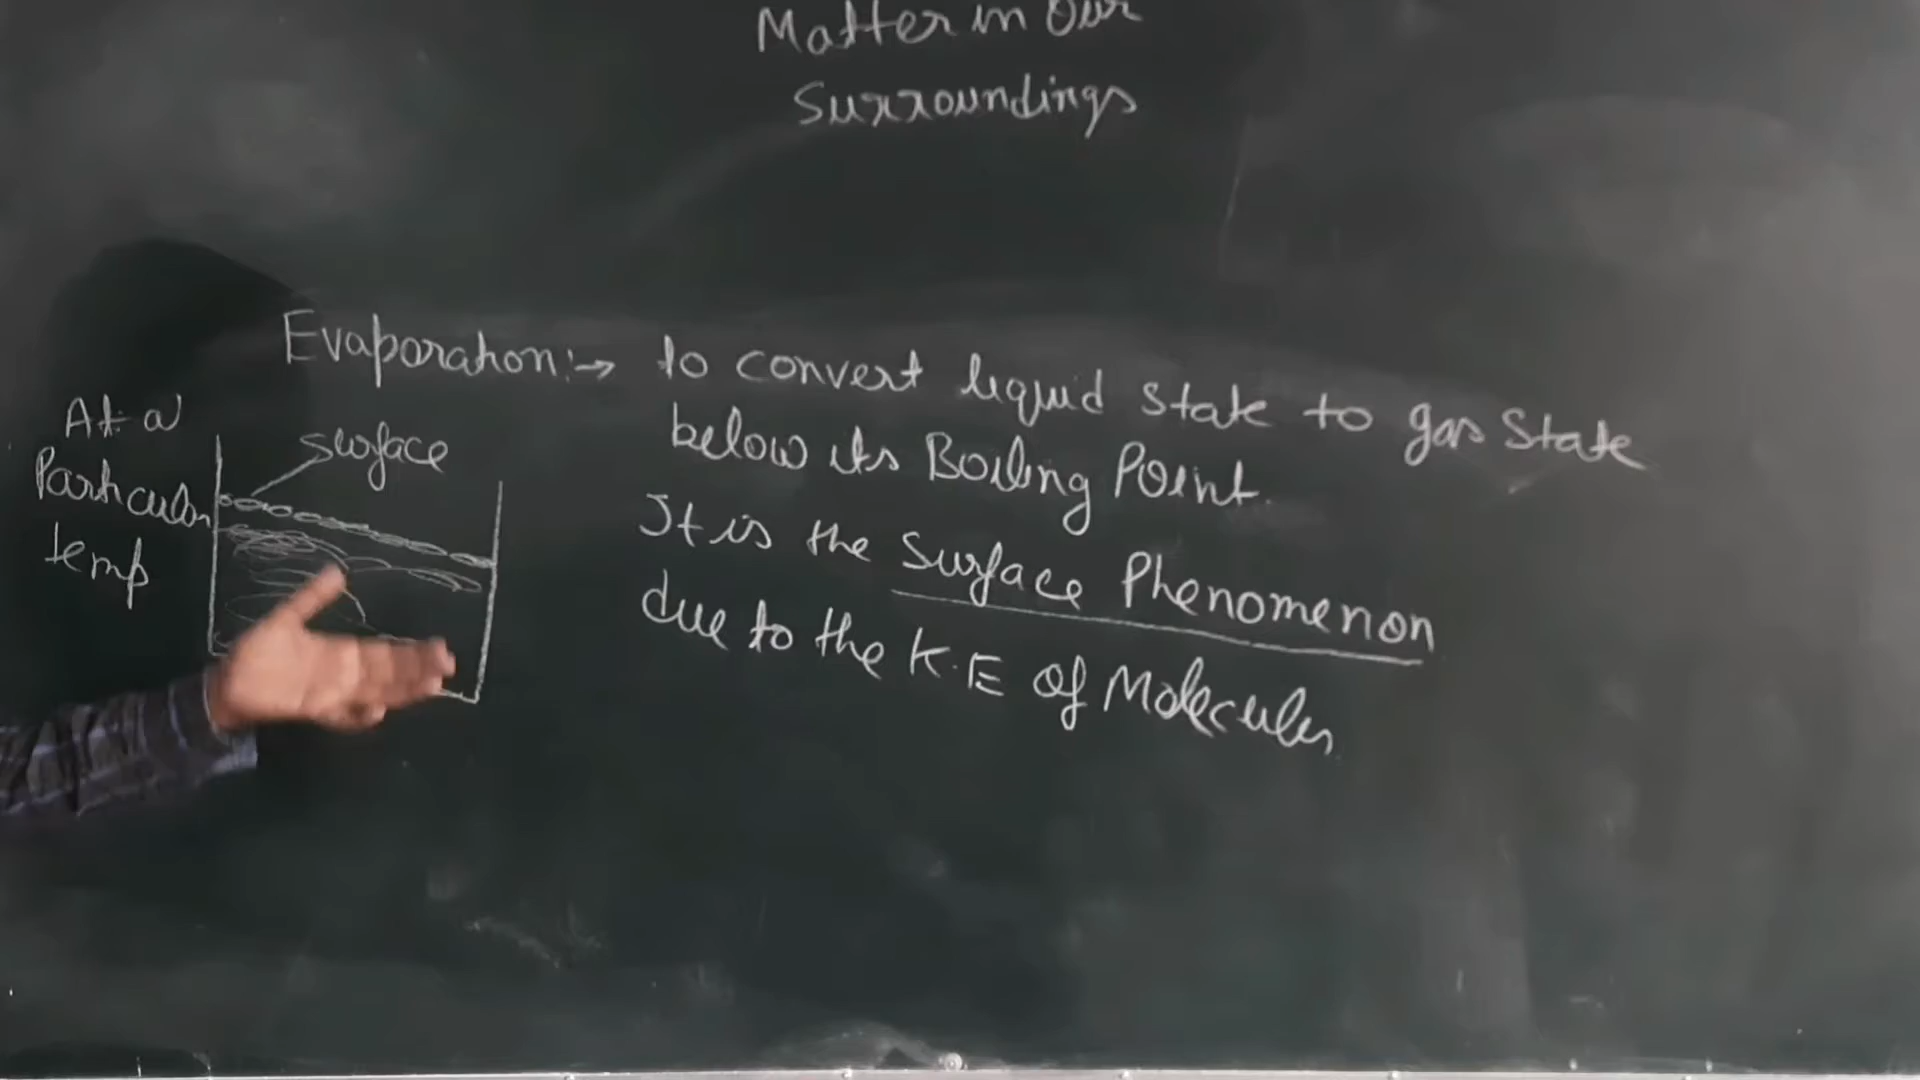 Matter in Our
Surroundings
Evaporation:→ to convert liquid state to gas State
below its Boiling Point.
It is the Surface Phenomenon
due to the K.E of Molecules
At a
Particular
temp
surface